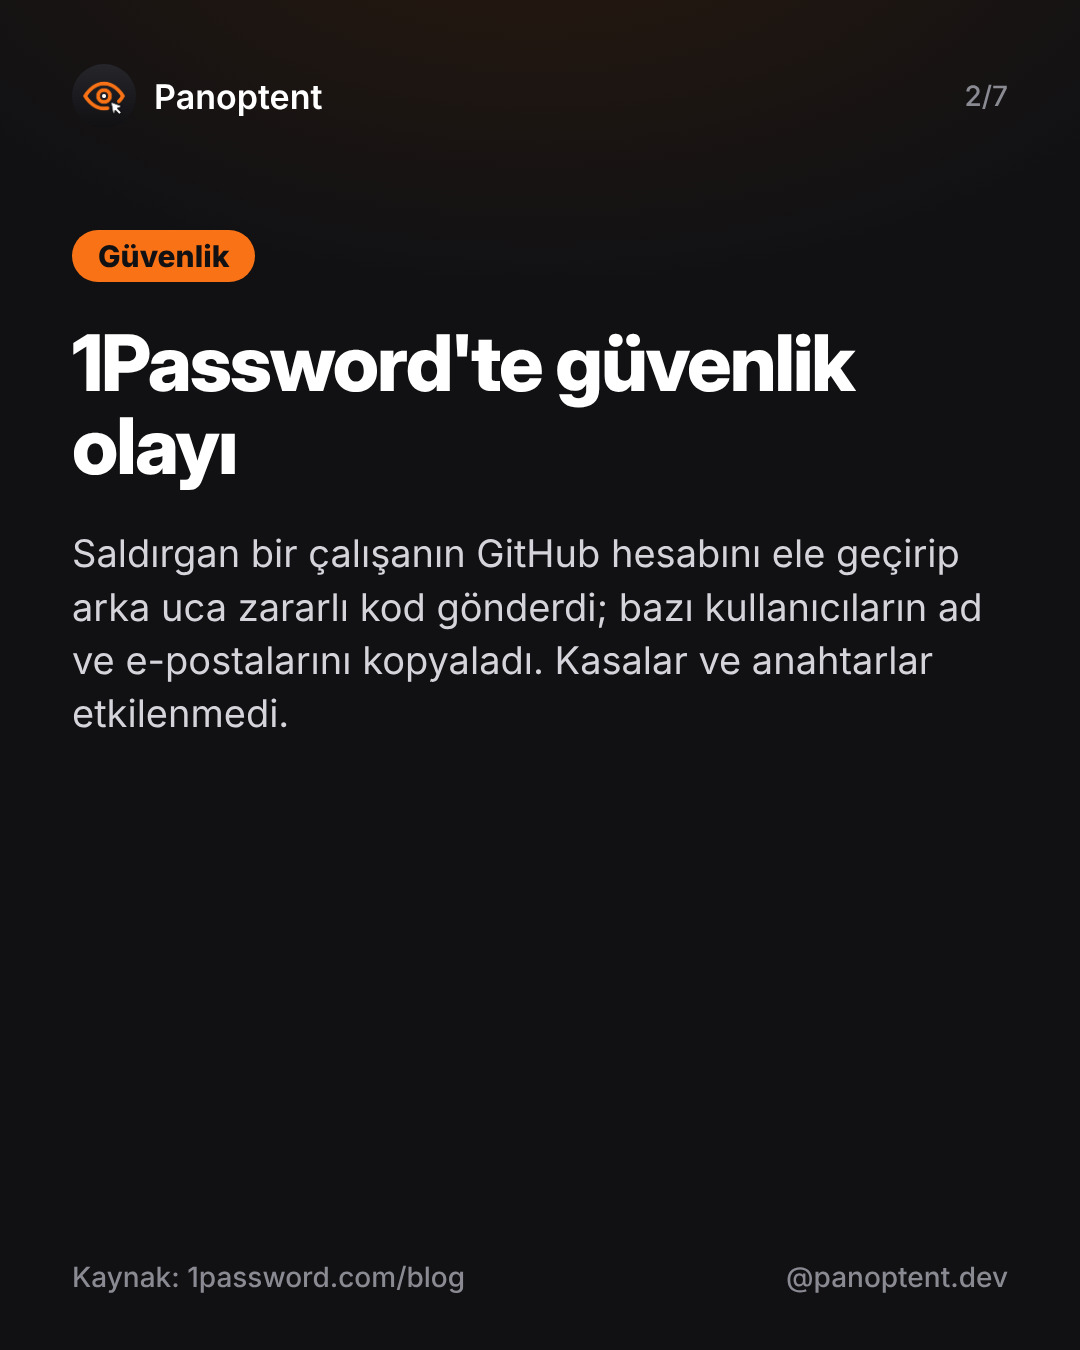 Panoptent
2/7
Güvenlik
1Password'te güvenlik
olayı
Saldırgan bir çalışanın GitHub hesabını ele geçirip
arka uca zararlı kod gönderdi; bazı kullanıcıların ad
ve e-postalarını kopyaladı. Kasalar ve anahtarlar
etkilenmedi.
Kaynak: 1password.com/blog
@panoptent.dev